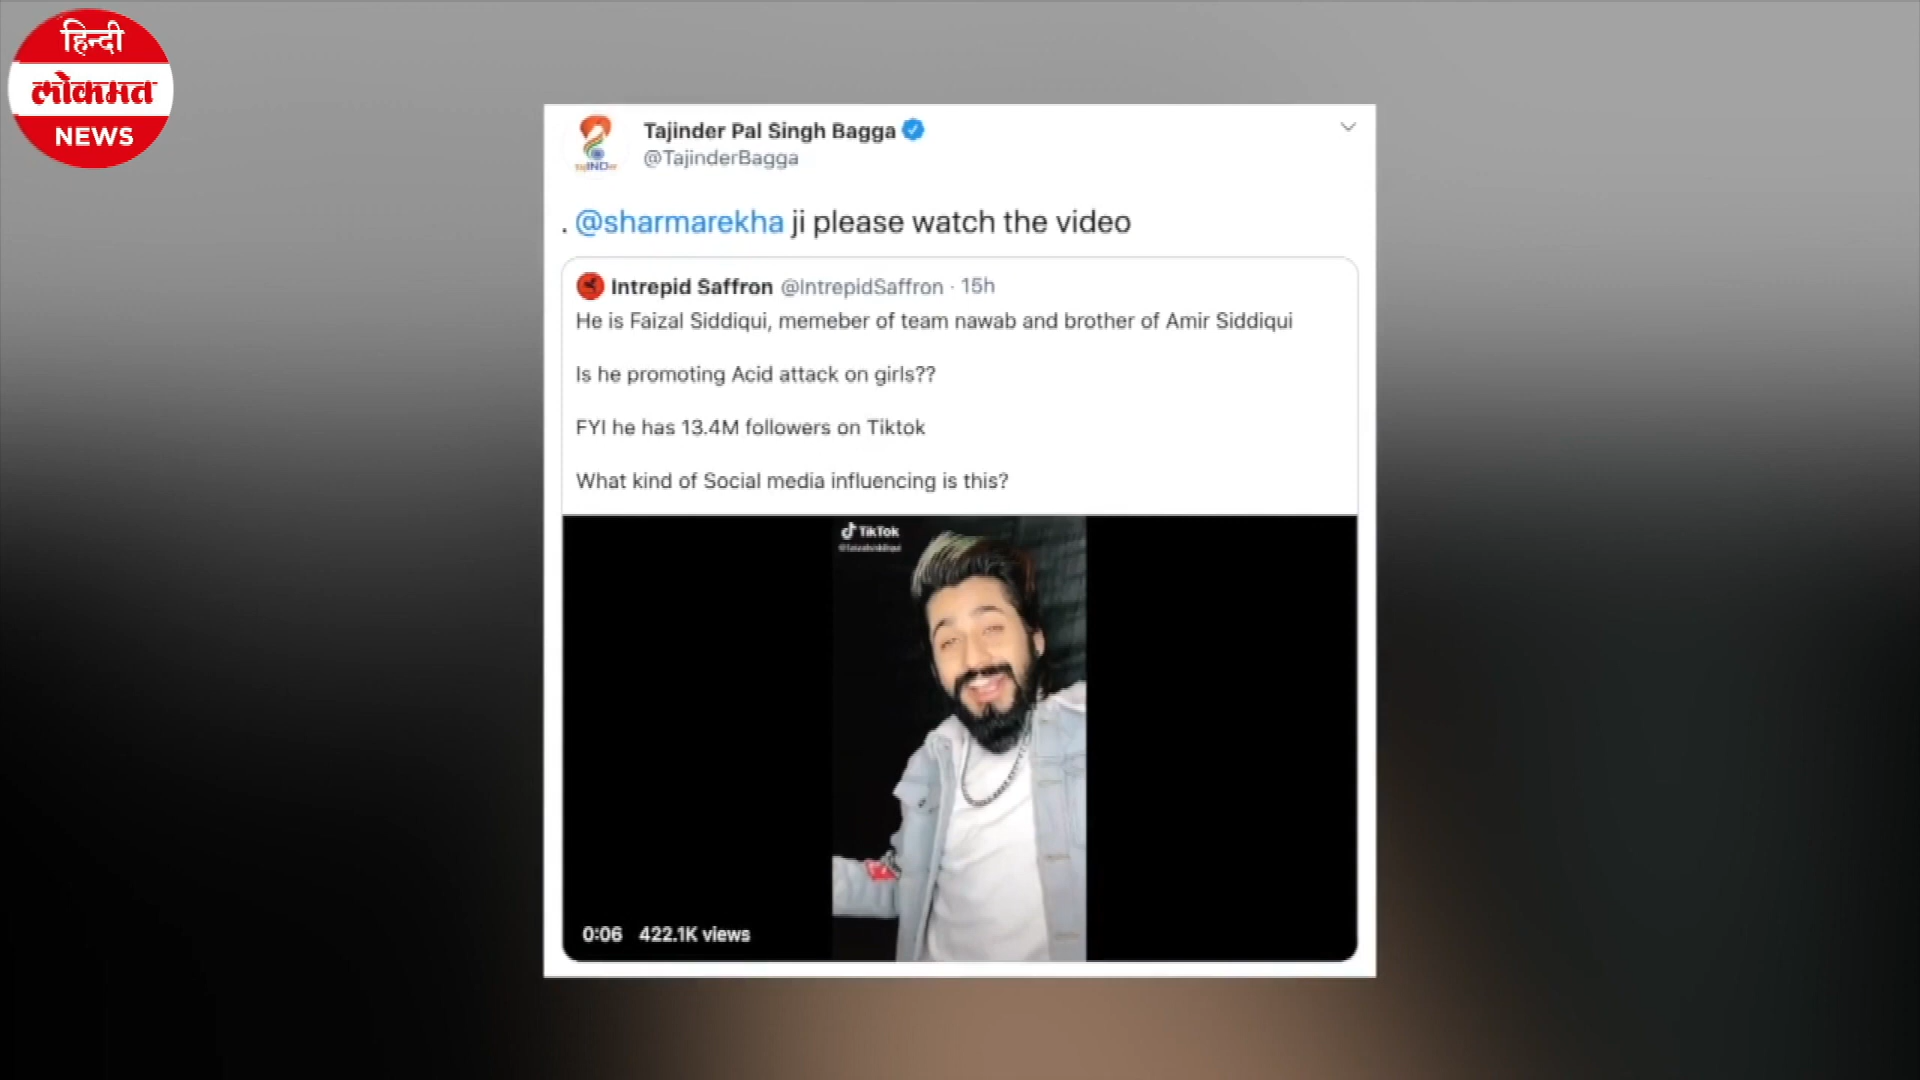 हिन्दी
लोकमत
NEWS
Tajinder Pal Singh Bagga
@TajinderBagga
. @sharmarekha ji please watch the video
Intrepid Saffron @IntrepidSaffron · 15h
He is Faizal Siddiqui, memeber of team nawab and brother of Amir Siddiqui
Is he promoting Acid attack on girls??
FYI he has 13.4M followers on Tiktok
What kind of Social media influencing is this?
TikTok
0:06 422.1K views